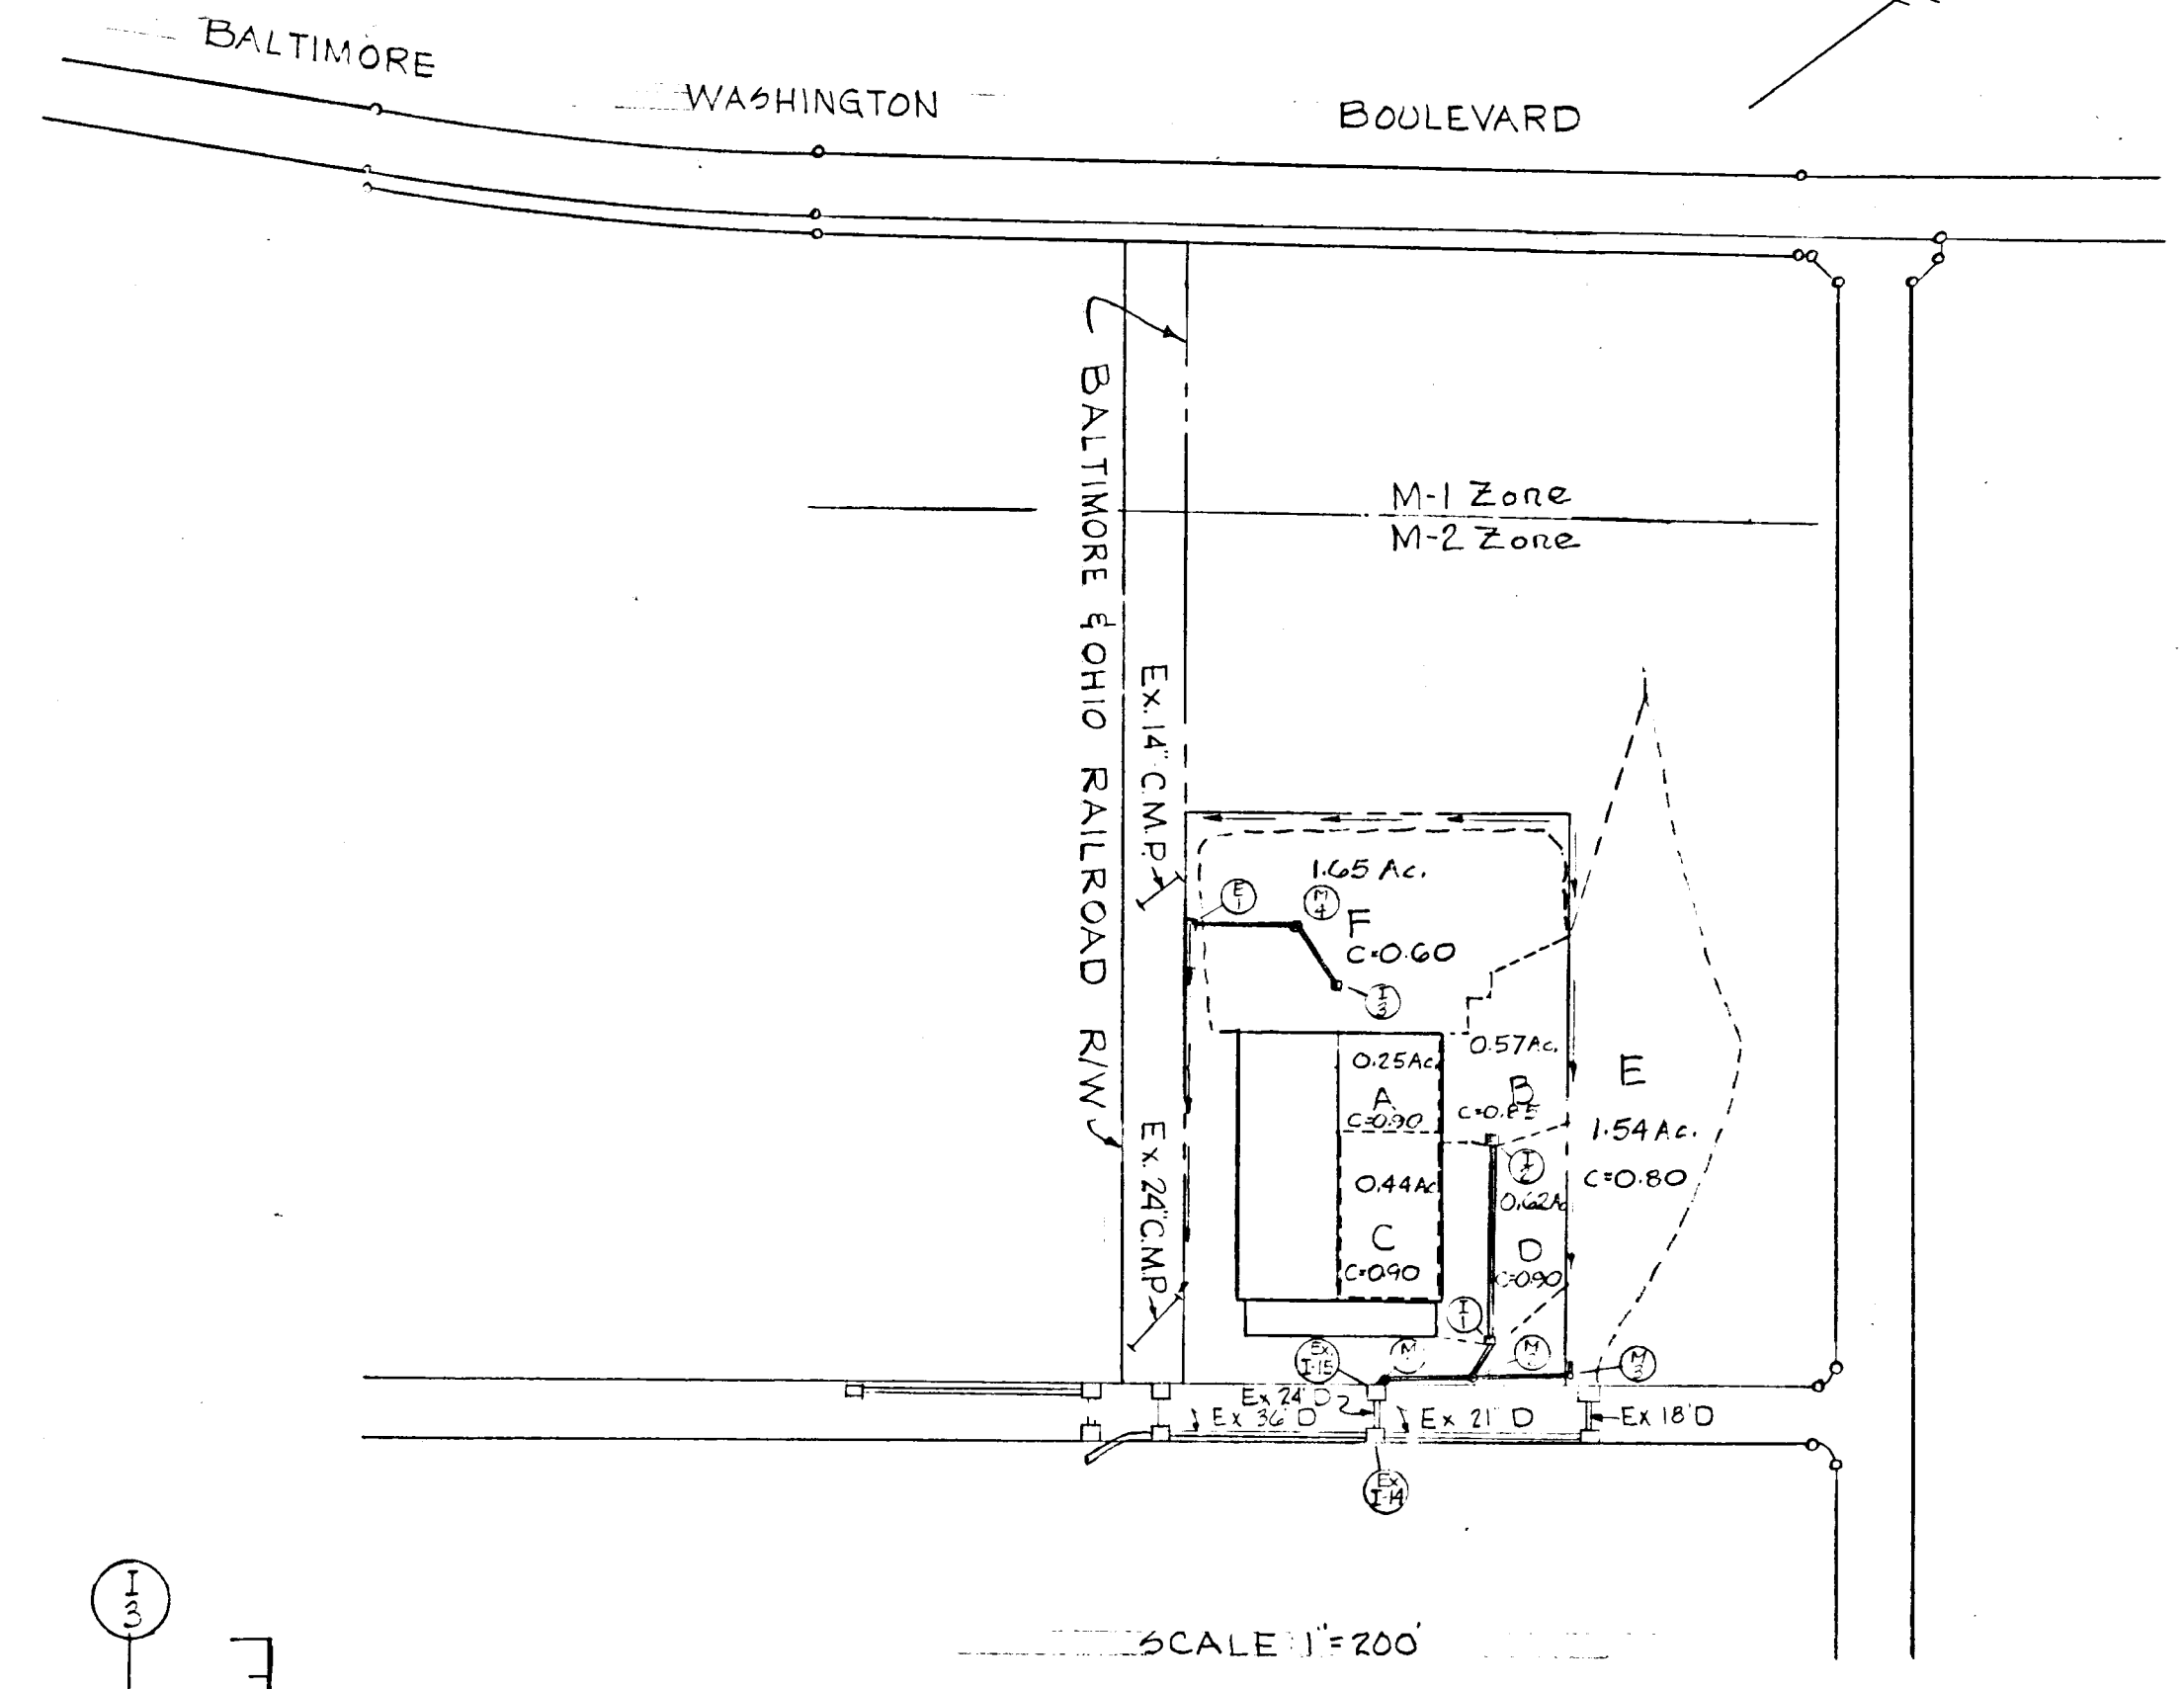 BALTIMORE WASHINGTON BOULEVARD
M-1 Zone
M-2 Zone
BALTIMORE & OHIO RAILROAD R/W
Ex. 14" C.M.P.
Ex. 24" C.M.P.
1.65 Ac.
E
1
M
4
F
C=0.60
I
3
0.25Ac.
A
C=0.90
0.57Ac.
B
C=0.85
E
1.54 Ac.
C=0.80
I
2
0.44Ac
C
C=0.90
0.62Ac
D
C=0.90
I
1
Ex.
I-15
M
M
M
3
Ex 24" D
Ex 36" D
Ex 21" D
Ex 18" D
Ex
I-14
I
3
SCALE 1"=200'